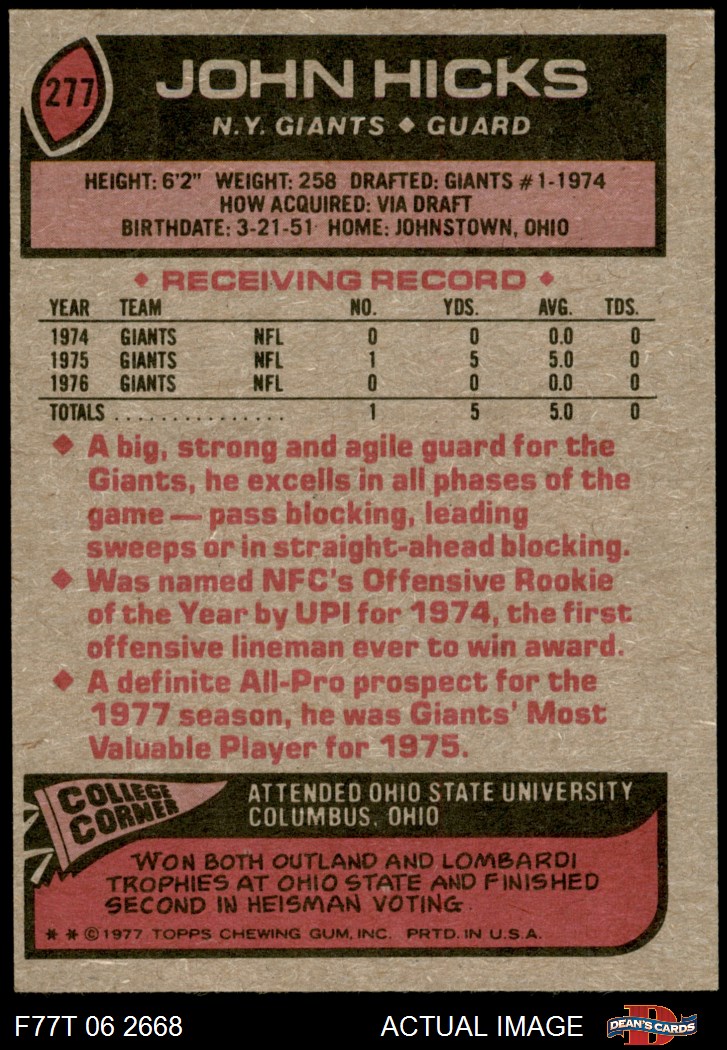 277
JOHN HICKS
N.Y. GIANTS ♦ GUARD
HEIGHT: 6'2" WEIGHT: 258 DRAFTED: GIANTS #1-1974
HOW ACQUIRED: VIA DRAFT
BIRTHDATE: 3-21-51 HOME: JOHNSTOWN, OHIO
♦ RECEIVING RECORD ♦
YEAR TEAM NO. YDS. AVG. TDS.
1974 GIANTS NFL 0 0 0.0 0
1975 GIANTS NFL 1 5 5.0 0
1976 GIANTS NFL 0 0 0.0 0
TOTALS . . . . . . . . . . . . . . . 1 5 5.0 0
♦ A big, strong and agile guard for the
Giants, he excells in all phases of the
game — pass blocking, leading
sweeps or in straight-ahead blocking.
♦ Was named NFC's Offensive Rookie
of the Year by UPI for 1974, the first
offensive lineman ever to win award.
♦ A definite All-Pro prospect for the
1977 season, he was Giants' Most
Valuable Player for 1975.
COLLEGE
CORNER
ATTENDED OHIO STATE UNIVERSITY
COLUMBUS, OHIO
WON BOTH OUTLAND AND LOMBARDI
TROPHIES AT OHIO STATE AND FINISHED
SECOND IN HEISMAN VOTING.
* * © 1977 TOPPS CHEWING GUM, INC. PRTD. IN U.S.A.
F77T 06 2668 ACTUAL IMAGE D DEAN'S CARDS